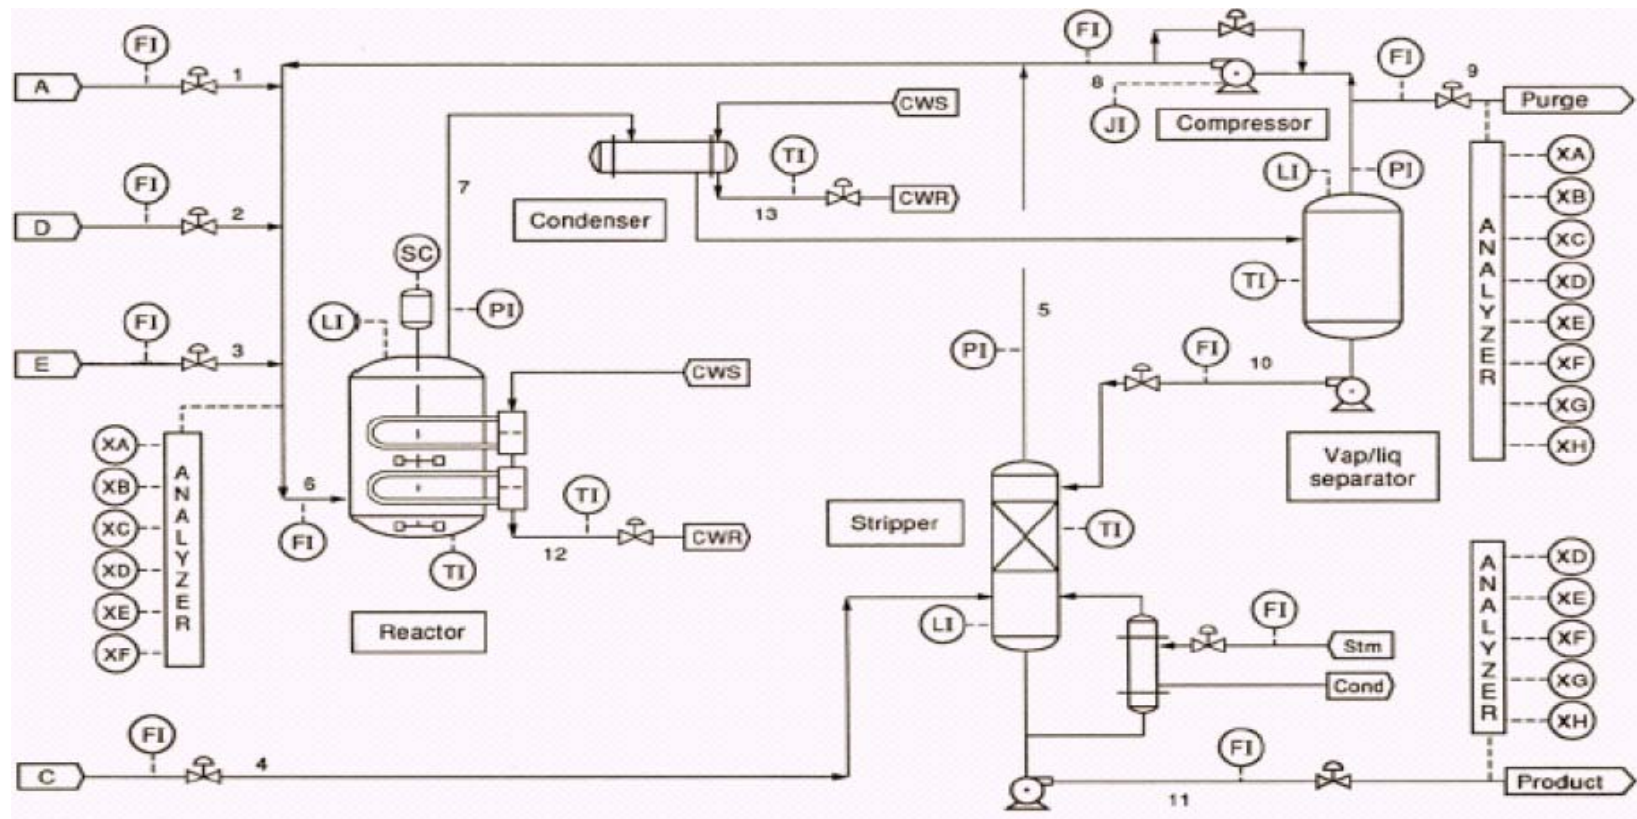 FI
FI
FI
9
A
1
8
Purge
CWS
JI
Compressor
TI
XA
FI
7
LI
PI
XB
13
CWR
D
2
Condenser
XC
SC
ANALYZER
TI
XD
FI
LI
PI
5
XE
E
3
PI
FI
10
XF
CWS
XG
XA
XH
XB
6
TI
Vap/liq
separator
XC
ANALYZER
FI
12
CWR
Stripper
TI
XD
TI
XD
XE
XE
XF
Reactor
LI
FI
Stm
ANALYZER
XF
XG
Cond
XH
FI
FI
C
4
11
Product